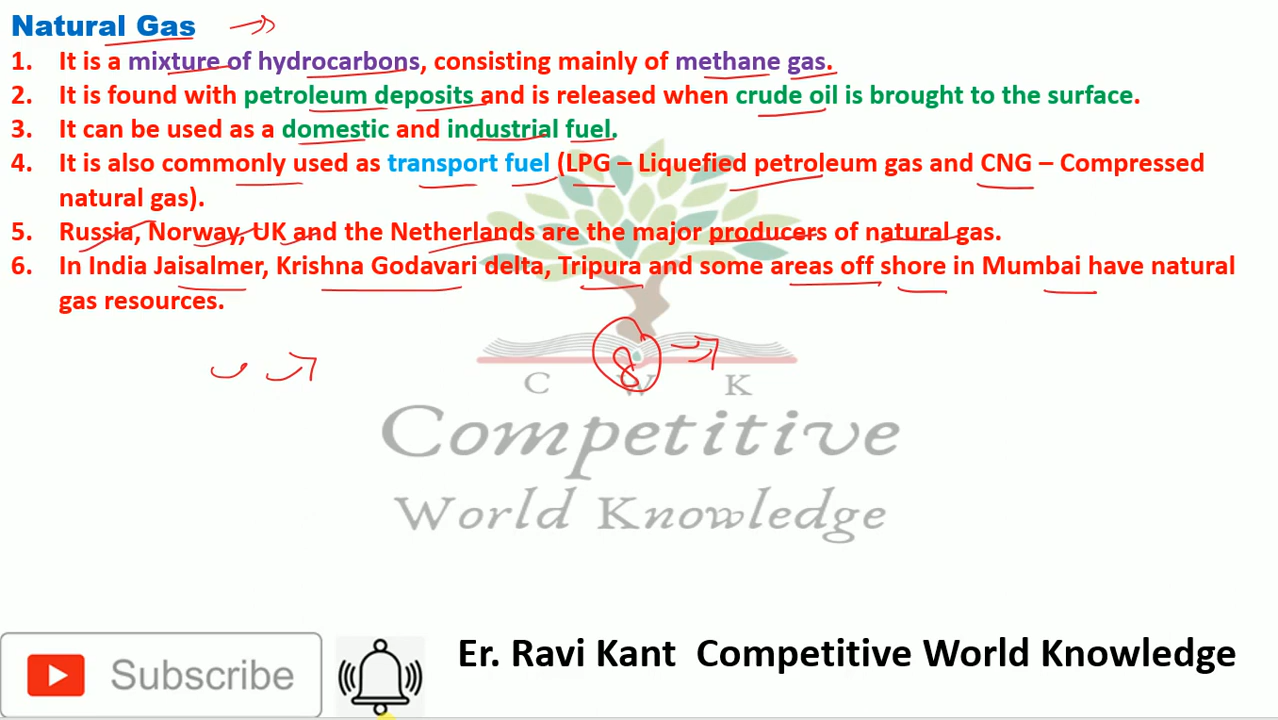 Natural Gas
1. It is a mixture of hydrocarbons, consisting mainly of methane gas.
2. It is found with petroleum deposits and is released when crude oil is brought to the surface.
3. It can be used as a domestic and industrial fuel.
4. It is also commonly used as transport fuel (LPG – Liquefied petroleum gas and CNG – Compressed
natural gas).
5. Russia, Norway, UK and the Netherlands are the major producers of natural gas.
6. In India Jaisalmer, Krishna Godavari delta, Tripura and some areas off shore in Mumbai have natural
gas resources.
8
C W K
Competitive
World Knowledge
Subscribe
Er. Ravi Kant Competitive World Knowledge